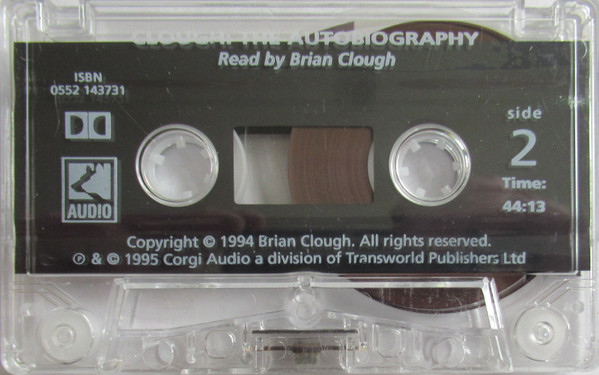 CLOUGH! THE AUTOBIOGRAPHY
Read by Brian Clough
ISBN
0552 143731
side
2
Time:
44:13
AUDIO
Copyright © 1994 Brian Clough. All rights reserved.
℗ & © 1995 Corgi Audio a division of Transworld Publishers Ltd